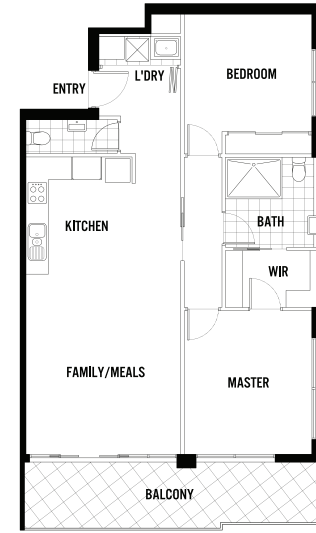 L'DRY
BEDROOM
ENTRY
KITCHEN
BATH
WIR
FAMILY/MEALS
MASTER
BALCONY